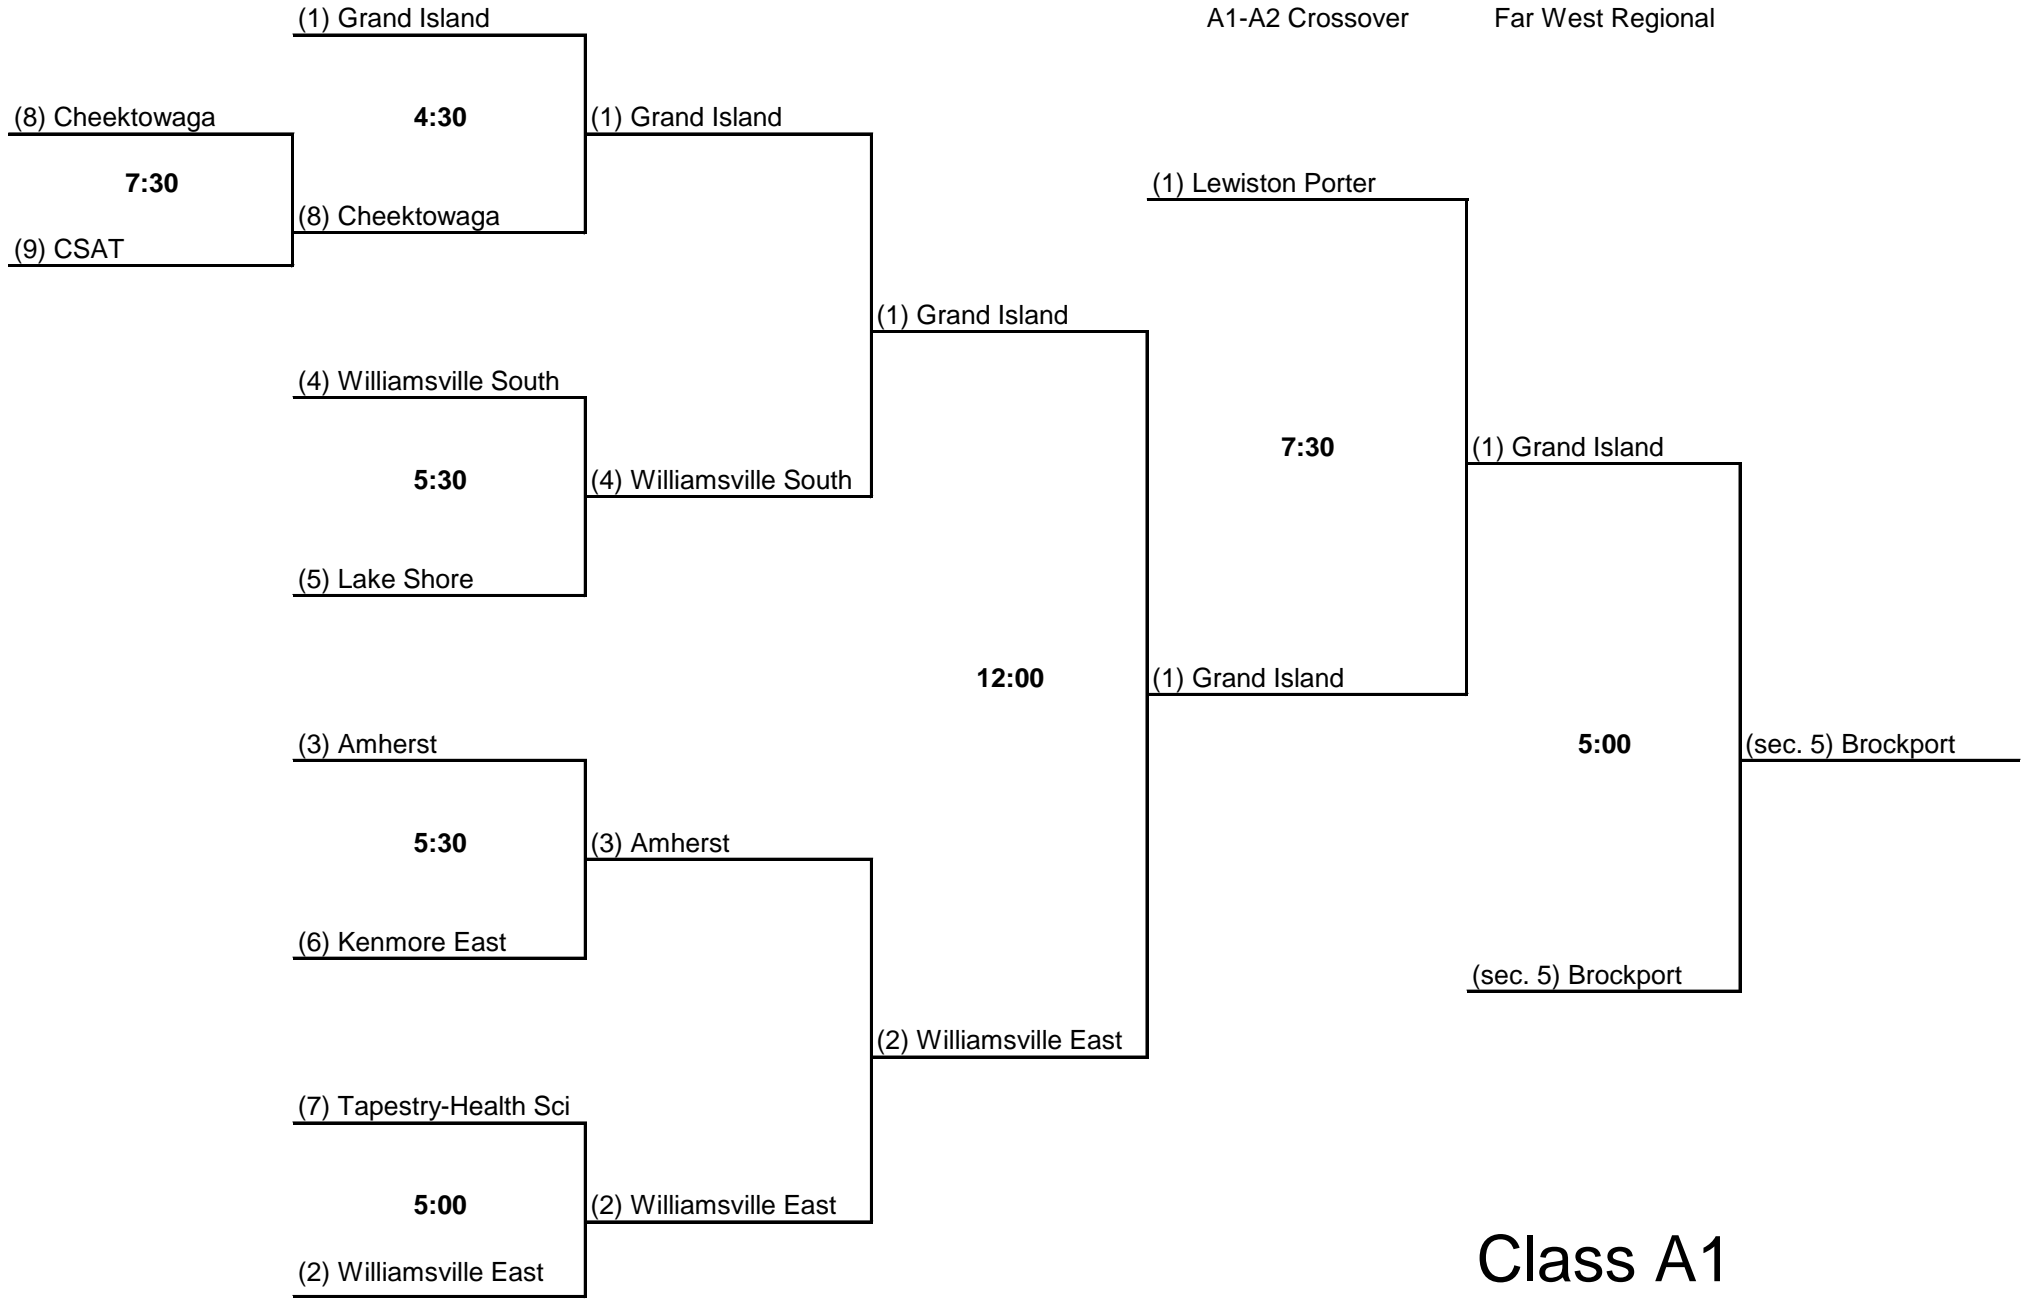 (1) Grand Island
A1-A2 Crossover
Far West Regional
(8) Cheektowaga
4:30
(1) Grand Island
7:30
(1) Lewiston Porter
(8) Cheektowaga
(9) CSAT
(1) Grand Island
(4) Williamsville South
7:30
(1) Grand Island
5:30
(4) Williamsville South
(5) Lake Shore
12:00
(1) Grand Island
(3) Amherst
5:00
(sec. 5) Brockport
5:30
(3) Amherst
(6) Kenmore East
(sec. 5) Brockport
(2) Williamsville East
(7) Tapestry-Health Sci
5:00
(2) Williamsville East
(2) Williamsville East
Class A1